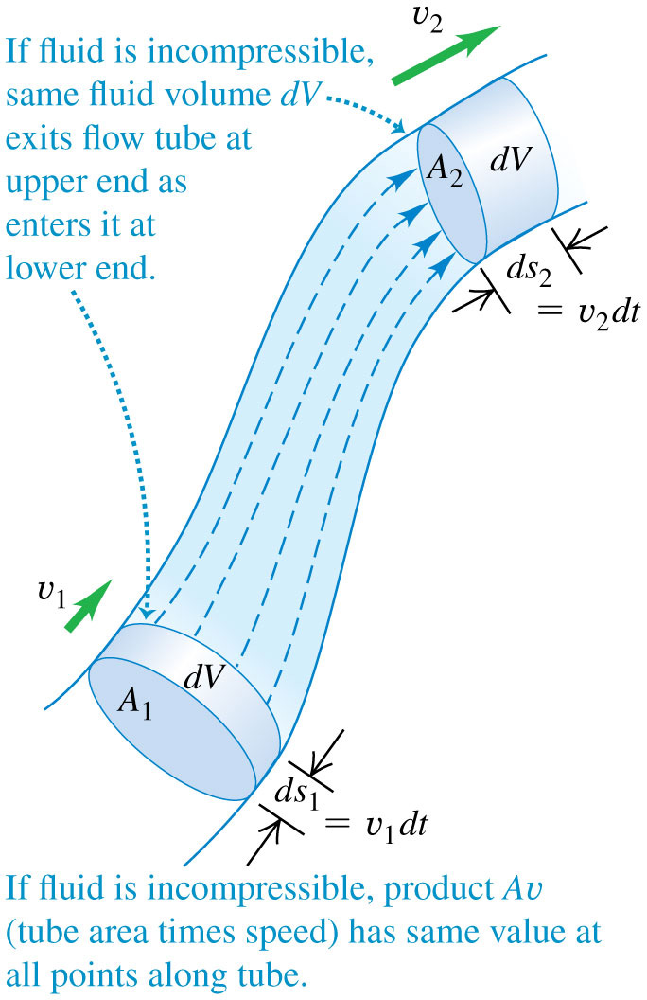 v₂
If fluid is incompressible,
same fluid volume dV
exits flow tube at
upper end as
enters it at
lower end.
A₂
dV
ds₂
= v₂dt
v₁
dV
A₁
ds₁
= v₁dt
If fluid is incompressible, product Av
(tube area times speed) has same value at
all points along tube.